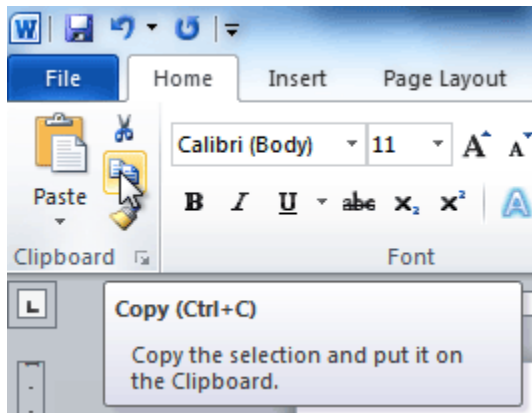 W
File Home Insert Page Layout
Calibri (Body) 11 A A
Paste B I U abc X₂ X² A
Clipboard Font
L
Copy (Ctrl+C)
Copy the selection and put it on
the Clipboard.